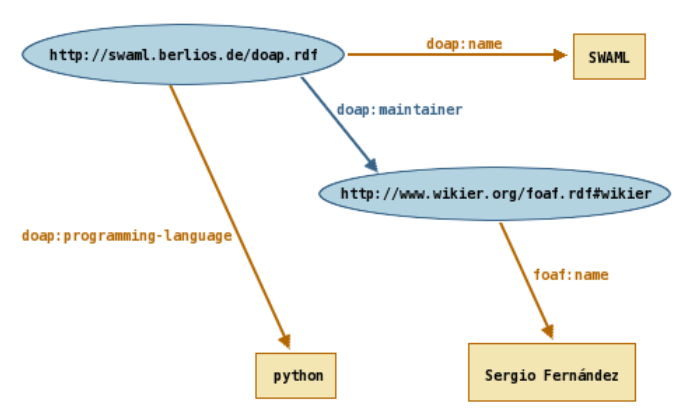 doap:name
http://swaml.berlios.de/doap.rdf
SWAML
doap:maintainer
http://www.wikier.org/foaf.rdf#wikier
doap:programming-language
foaf:name
python
Sergio Fernández